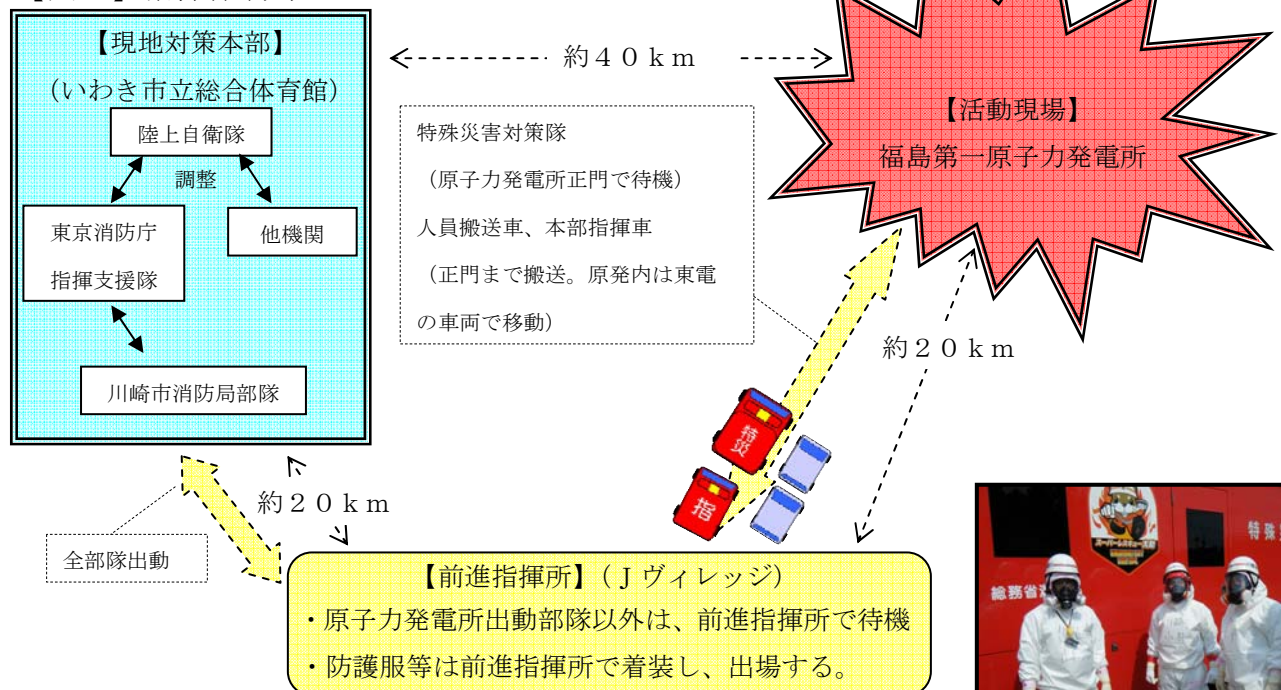 【現地対策本部】
(いわき市立総合体育館)
陸上自衛隊
調整
東京消防庁
指揮支援隊
他機関
川崎市消防局部隊
約40km
特殊災害対策隊
(原子力発電所正門で待機)
人員搬送車、本部指揮車
(正門まで搬送。原発内は東電
の車両で移動)
【活動現場】
福島第一原子力発電所
約20km
特災
指
約20km
全部隊出動
【前進指揮所】(Jヴィレッジ)
・原子力発電所出動部隊以外は、前進指揮所で待機
・防護服等は前進指揮所で着装し、出場する。
特殊
総務省